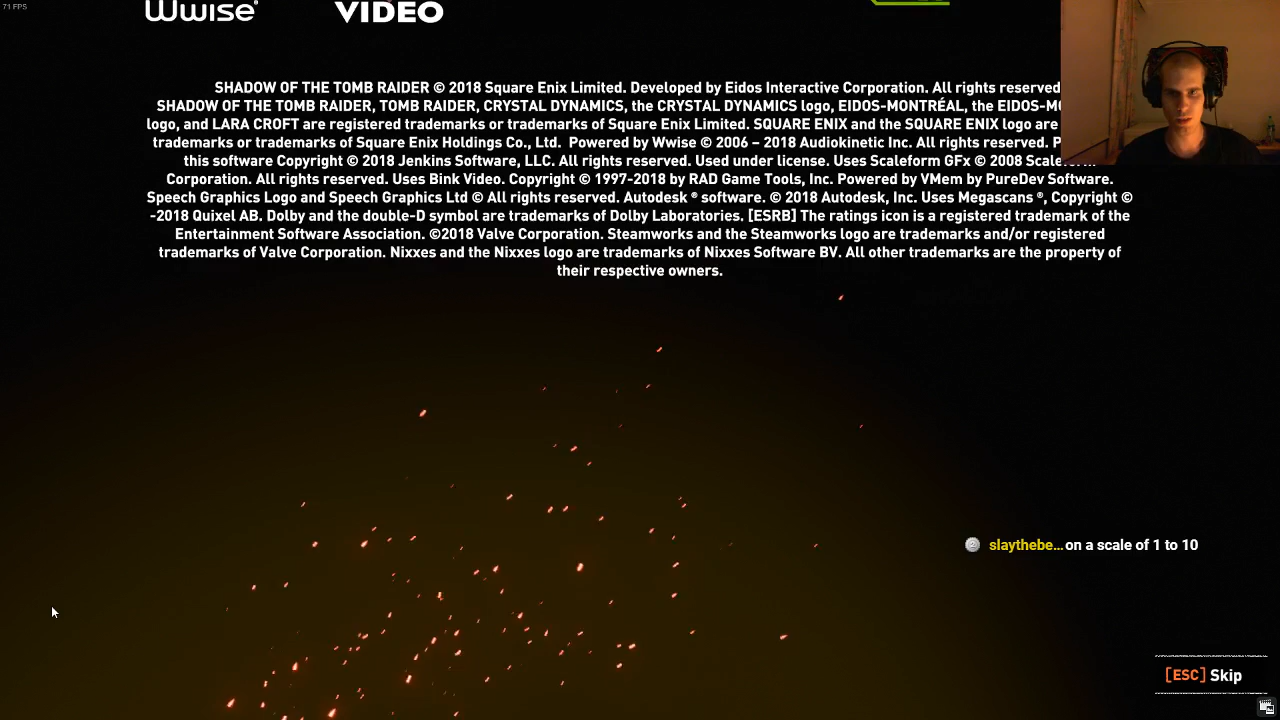 71 FPS
Wwise
VIDEO
SHADOW OF THE TOMB RAIDER © 2018 Square Enix Limited. Developed by Eidos Interactive Corporation. All rights reserved
SHADOW OF THE TOMB RAIDER, TOMB RAIDER, CRYSTAL DYNAMICS, the CRYSTAL DYNAMICS logo, EIDOS-MONTRÉAL, the EIDOS-MO
logo, and LARA CROFT are registered trademarks or trademarks of Square Enix Limited. SQUARE ENIX and the SQUARE ENIX logo are
trademarks or trademarks of Square Enix Holdings Co., Ltd. Powered by Wwise © 2006 – 2018 Audiokinetic Inc. All rights reserved. P
this software Copyright © 2018 Jenkins Software, LLC. All rights reserved. Used under license. Uses Scaleform GFx © 2008 Scaleform
Corporation. All rights reserved. Uses Bink Video. Copyright © 1997-2018 by RAD Game Tools, Inc. Powered by VMem by PureDev Software.
Speech Graphics Logo and Speech Graphics Ltd © All rights reserved. Autodesk ® software. © 2018 Autodesk, Inc. Uses Megascans ®, Copyright ©
-2018 Quixel AB. Dolby and the double-D symbol are trademarks of Dolby Laboratories. [ESRB] The ratings icon is a registered trademark of the
Entertainment Software Association. ©2018 Valve Corporation. Steamworks and the Steamworks logo are trademarks and/or registered
trademarks of Valve Corporation. Nixxes and the Nixxes logo are trademarks of Nixxes Software BV. All other trademarks are the property of
their respective owners.
slaythebe... on a scale of 1 to 10
[ESC] Skip